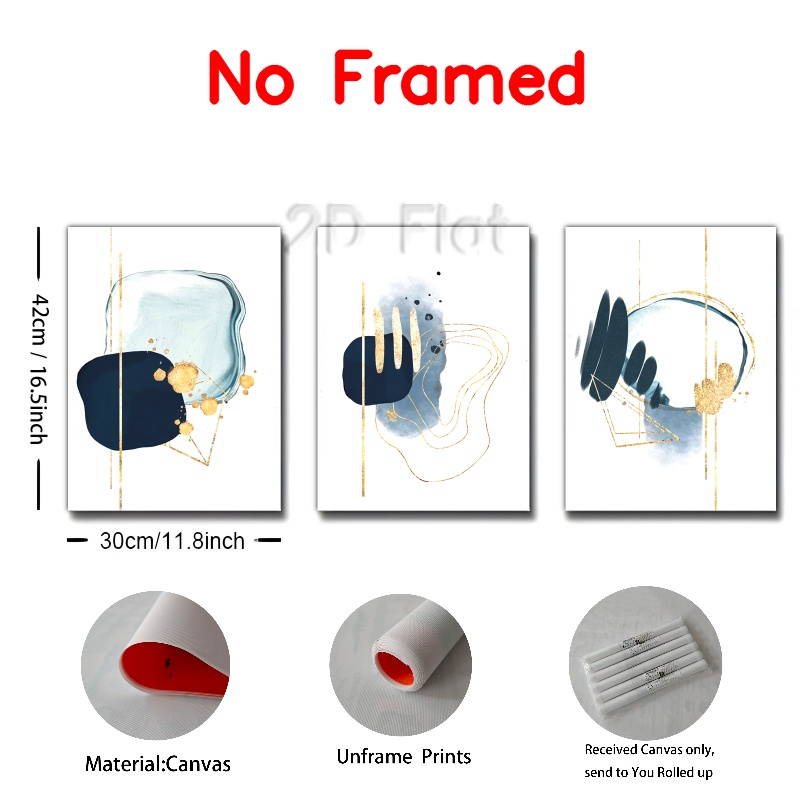 No Framed
2D Flat
42cm / 16.5inch
30cm/11.8inch
Material:Canvas
Unframe Prints
Received Canvas only,
send to You Rolled up